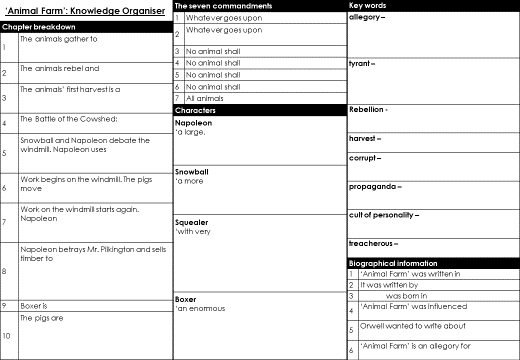 'Animal Farm': Knowledge Organiser
Chapter breakdown
1
The animals gather to
2
The animals rebel and
3
The animals' first harvest is a
4
The Battle of the Cowshed:
5
Snowball and Napoleon debate the
windmill. Napoleon uses
6
Work begins on the windmill. The pigs
move
7
Work on the windmill starts again.
Napoleon
8
Napoleon betrays Mr. Pilkington and sells
timber to
9
Boxer is
10
The pigs are
The seven commandments
1 Whatever goes upon
2 Whatever goes upon
3 No animal shall
4 No animal shall
5 No animal shall
6 No animal shall
7 All animals
Characters
Napoleon
'a large,
Snowball
'a more
Squealer
'with very
Boxer
'an enormous
Key words
allegory –
tyrant –
Rebellion -
harvest –
corrupt –
propaganda –
cult of personality –
treacherous –
Biographical information
1 'Animal Farm' was written in
2 It was written by
3 was born in
4 'Animal Farm' was influenced
5 Orwell wanted to write about
6 'Animal Farm' is an allegory for